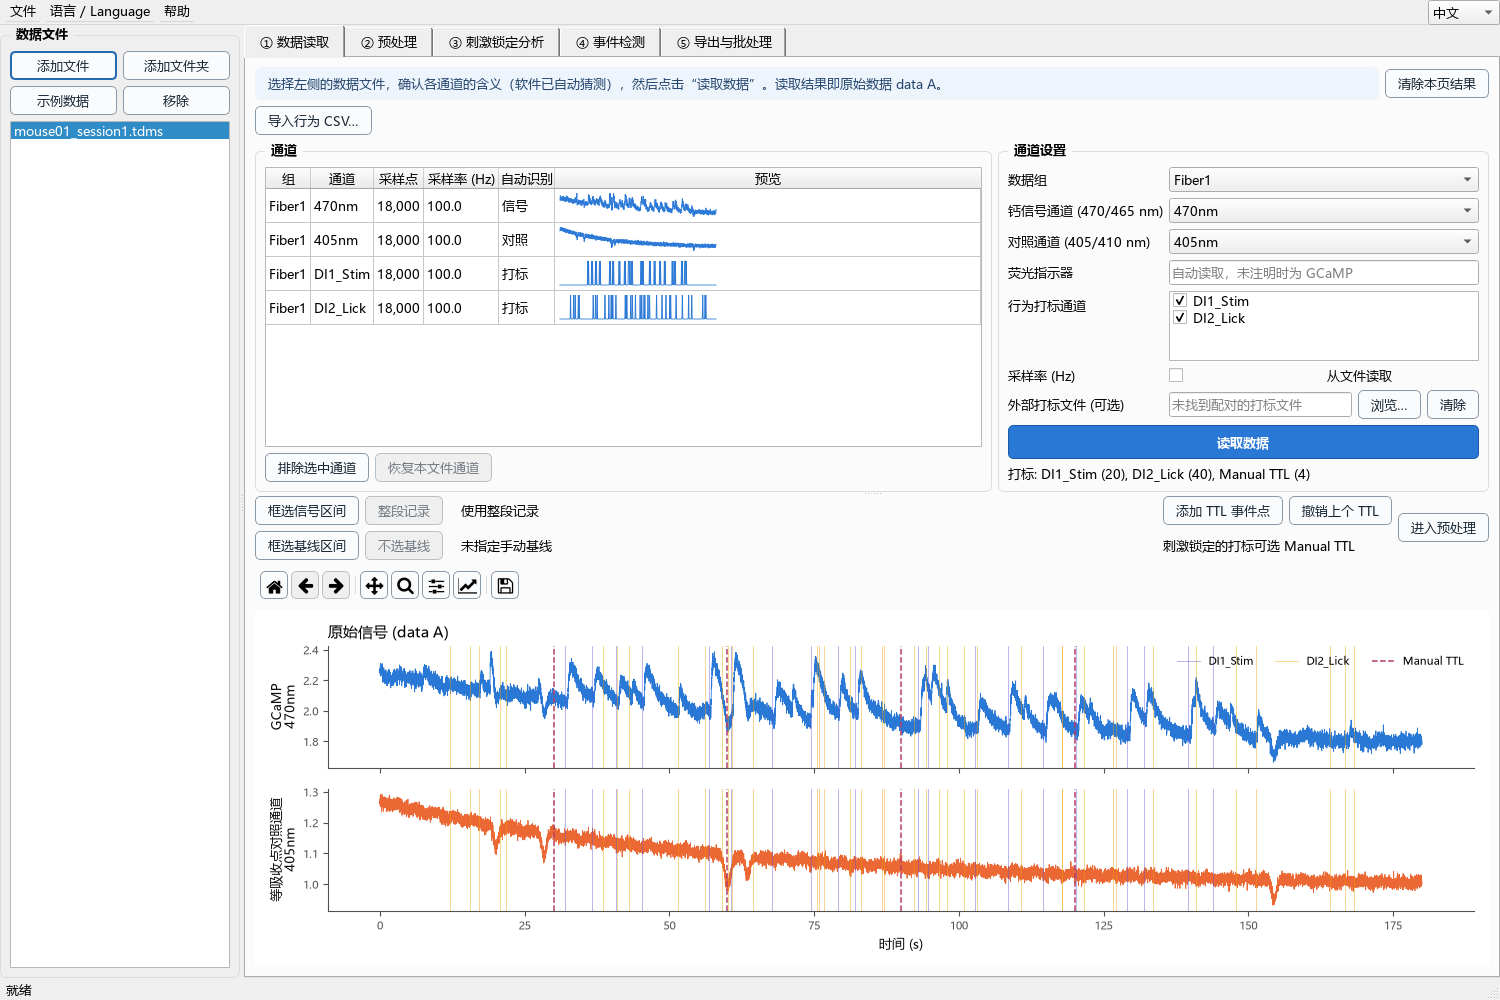 文件 语言 / Language 帮助
中文
数据文件
添加文件 添加文件夹
示例数据 移除
mouse01_session1.tdms
① 数据读取 ② 预处理 ③ 刺激锁定分析 ④ 事件检测 ⑤ 导出与批处理
选择左侧的数据文件，确认各通道的含义（软件已自动猜测），然后点击“读取数据”。读取结果即原始数据 data A。
清除本页结果
导入行为 CSV...
通道
组 通道 采样点 采样率 (Hz) 自动识别 预览
Fiber1 470nm 18,000 100.0 信号
Fiber1 405nm 18,000 100.0 对照
Fiber1 DI1_Stim 18,000 100.0 打标
Fiber1 DI2_Lick 18,000 100.0 打标
排除选中通道 恢复本文件通道
通道设置
数据组 Fiber1
钙信号通道 (470/465 nm) 470nm
对照通道 (405/410 nm) 405nm
荧光指示器 自动读取，未注明时为 GCaMP
行为打标通道
DI1_Stim
DI2_Lick
采样率 (Hz) 从文件读取
外部打标文件 (可选) 未找到配对的打标文件 浏览... 清除
读取数据
打标: DI1_Stim (20), DI2_Lick (40), Manual TTL (4)
框选信号区间 整段记录 使用整段记录
添加 TTL 事件点 撤销上个 TTL
进入预处理
框选基线区间 不选基线 未指定手动基线
刺激锁定的打标可选 Manual TTL
原始信号 (data A)
DI1_Stim DI2_Lick Manual TTL
GCaMP
470nm
2.4
2.2
2.0
1.8
等吸收点对照通道
405nm
1.3
1.2
1.1
1.0
0 25 50 75 100 125 150 175
时间 (s)
就绪